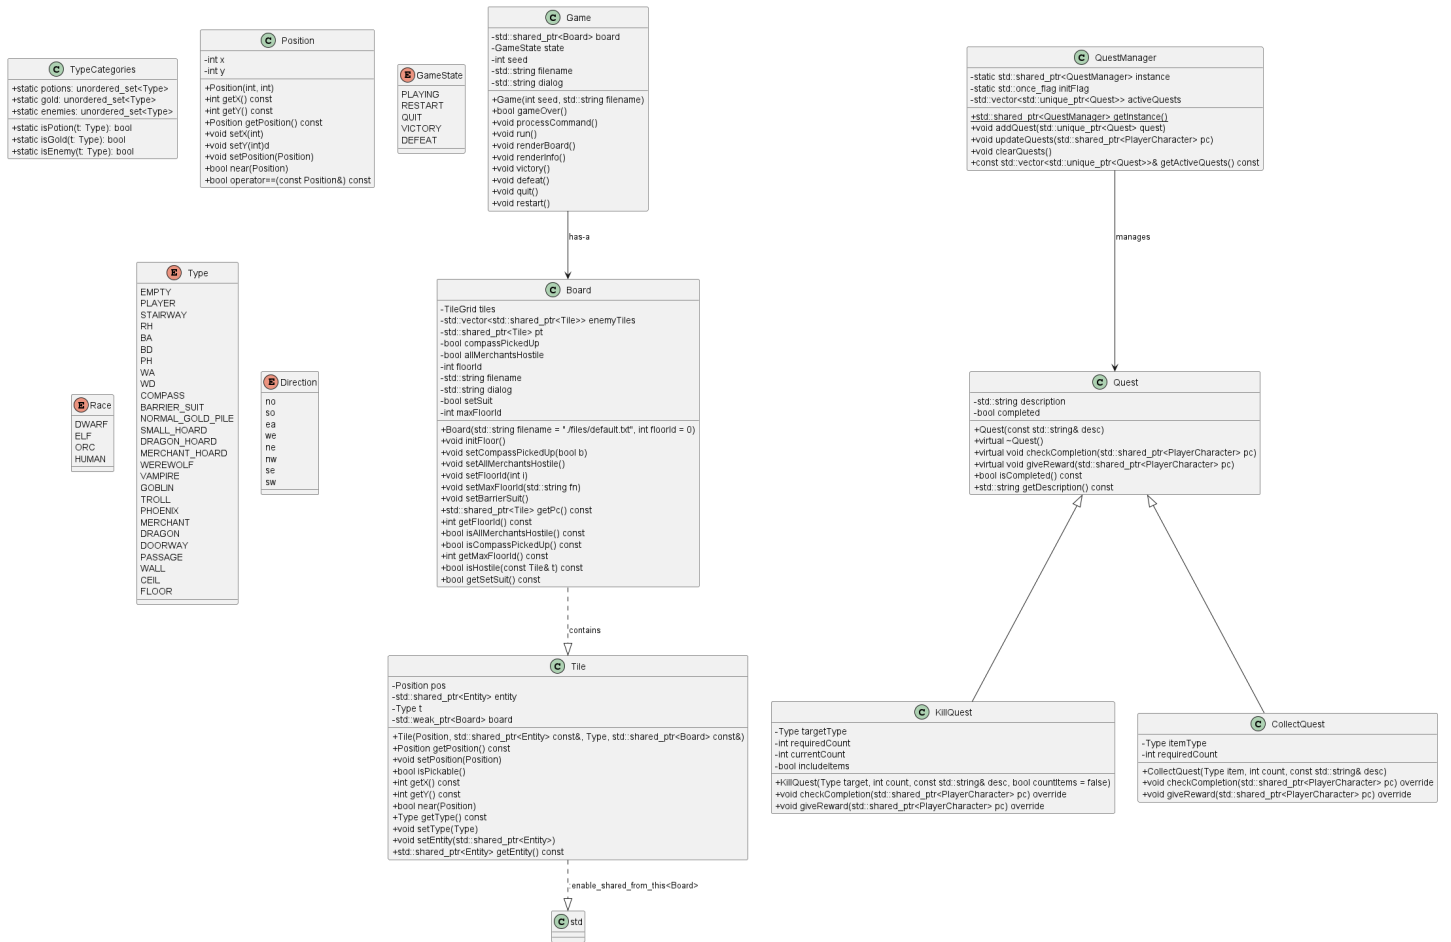 C Game
-std::shared_ptr<Board> board
-GameState state
-int seed
-std::string filename
-std::string dialog
+Game(int seed, std::string filename)
+bool gameOver()
+void processCommand()
+void run()
+void renderBoard()
+void renderInfo()
+void victory()
+void defeat()
+void quit()
+void restart()
C Position
-int x
-int y
+Position(int, int)
+int getX() const
+int getY() const
+Position getPosition() const
+void setX(int)
+void setY(int)d
+void setPosition(Position)
+bool near(Position)
+bool operator==(const Position&) const
C TypeCategories
+static potions: unordered_set<Type>
+static gold: unordered_set<Type>
+static enemies: unordered_set<Type>
+static isPotion(t: Type): bool
+static isGold(t: Type): bool
+static isEnemy(t: Type): bool
E GameState
PLAYING
RESTART
QUIT
VICTORY
DEFEAT
C QuestManager
-static std::shared_ptr<QuestManager> instance
-static std::once_flag initFlag
-std::vector<std::unique_ptr<Quest>> activeQuests
+std::shared_ptr<QuestManager> getInstance()
+void addQuest(std::unique_ptr<Quest> quest)
+void updateQuests(std::shared_ptr<PlayerCharacter> pc)
+void clearQuests()
+const std::vector<std::unique_ptr<Quest>>& getActiveQuests() const
has-a
manages
E Type
EMPTY
PLAYER
STAIRWAY
RH
BA
BD
PH
WA
WD
COMPASS
BARRIER_SUIT
NORMAL_GOLD_PILE
SMALL_HOARD
DRAGON_HOARD
MERCHANT_HOARD
WEREWOLF
VAMPIRE
GOBLIN
TROLL
PHOENIX
MERCHANT
DRAGON
DOORWAY
PASSAGE
WALL
CEIL
FLOOR
E Race
DWARF
ELF
ORC
HUMAN
E Direction
no
so
ea
we
ne
nw
se
sw
C Board
-TileGrid tiles
-std::vector<std::shared_ptr<Tile>> enemyTiles
-std::shared_ptr<Tile> pt
-bool compassPickedUp
-bool allMerchantsHostile
-int floorId
-std::string filename
-std::string dialog
-bool setSuit
-int maxFloorId
+Board(std::string filename = "./files/default.txt", int floorId = 0)
+void initFloor()
+void setCompassPickedUp(bool b)
+void setAllMerchantsHostile()
+void setFloorId(int i)
+void setMaxFloorId(std::string fn)
+void setBarrierSuit()
+std::shared_ptr<Tile> getPc() const
+int getFloorId() const
+bool isAllMerchantsHostile() const
+bool isCompassPickedUp() const
+int getMaxFloorId() const
+bool isHostile(const Tile& t) const
+bool getSetSuit() const
C Quest
-std::string description
-bool completed
+Quest(const std::string& desc)
+virtual ~Quest()
+virtual void checkCompletion(std::shared_ptr<PlayerCharacter> pc)
+virtual void giveReward(std::shared_ptr<PlayerCharacter> pc)
+bool isCompleted() const
+std::string getDescription() const
contains
C Tile
-Position pos
-std::shared_ptr<Entity> entity
-Type t
-std::weak_ptr<Board> board
+Tile(Position, std::shared_ptr<Entity> const&, Type, std::shared_ptr<Board> const&)
+Position getPosition() const
+void setPosition(Position)
+bool isPickable()
+int getX() const
+int getY() const
+bool near(Position)
+Type getType() const
+void setType(Type)
+void setEntity(std::shared_ptr<Entity>)
+std::shared_ptr<Entity> getEntity() const
C KillQuest
-Type targetType
-int requiredCount
-int currentCount
-bool includeItems
+KillQuest(Type target, int count, const std::string& desc, bool countItems = false)
+void checkCompletion(std::shared_ptr<PlayerCharacter> pc) override
+void giveReward(std::shared_ptr<PlayerCharacter> pc) override
C CollectQuest
-Type itemType
-int requiredCount
+CollectQuest(Type item, int count, const std::string& desc)
+void checkCompletion(std::shared_ptr<PlayerCharacter> pc) override
+void giveReward(std::shared_ptr<PlayerCharacter> pc) override
enable_shared_from_this<Board>
C std